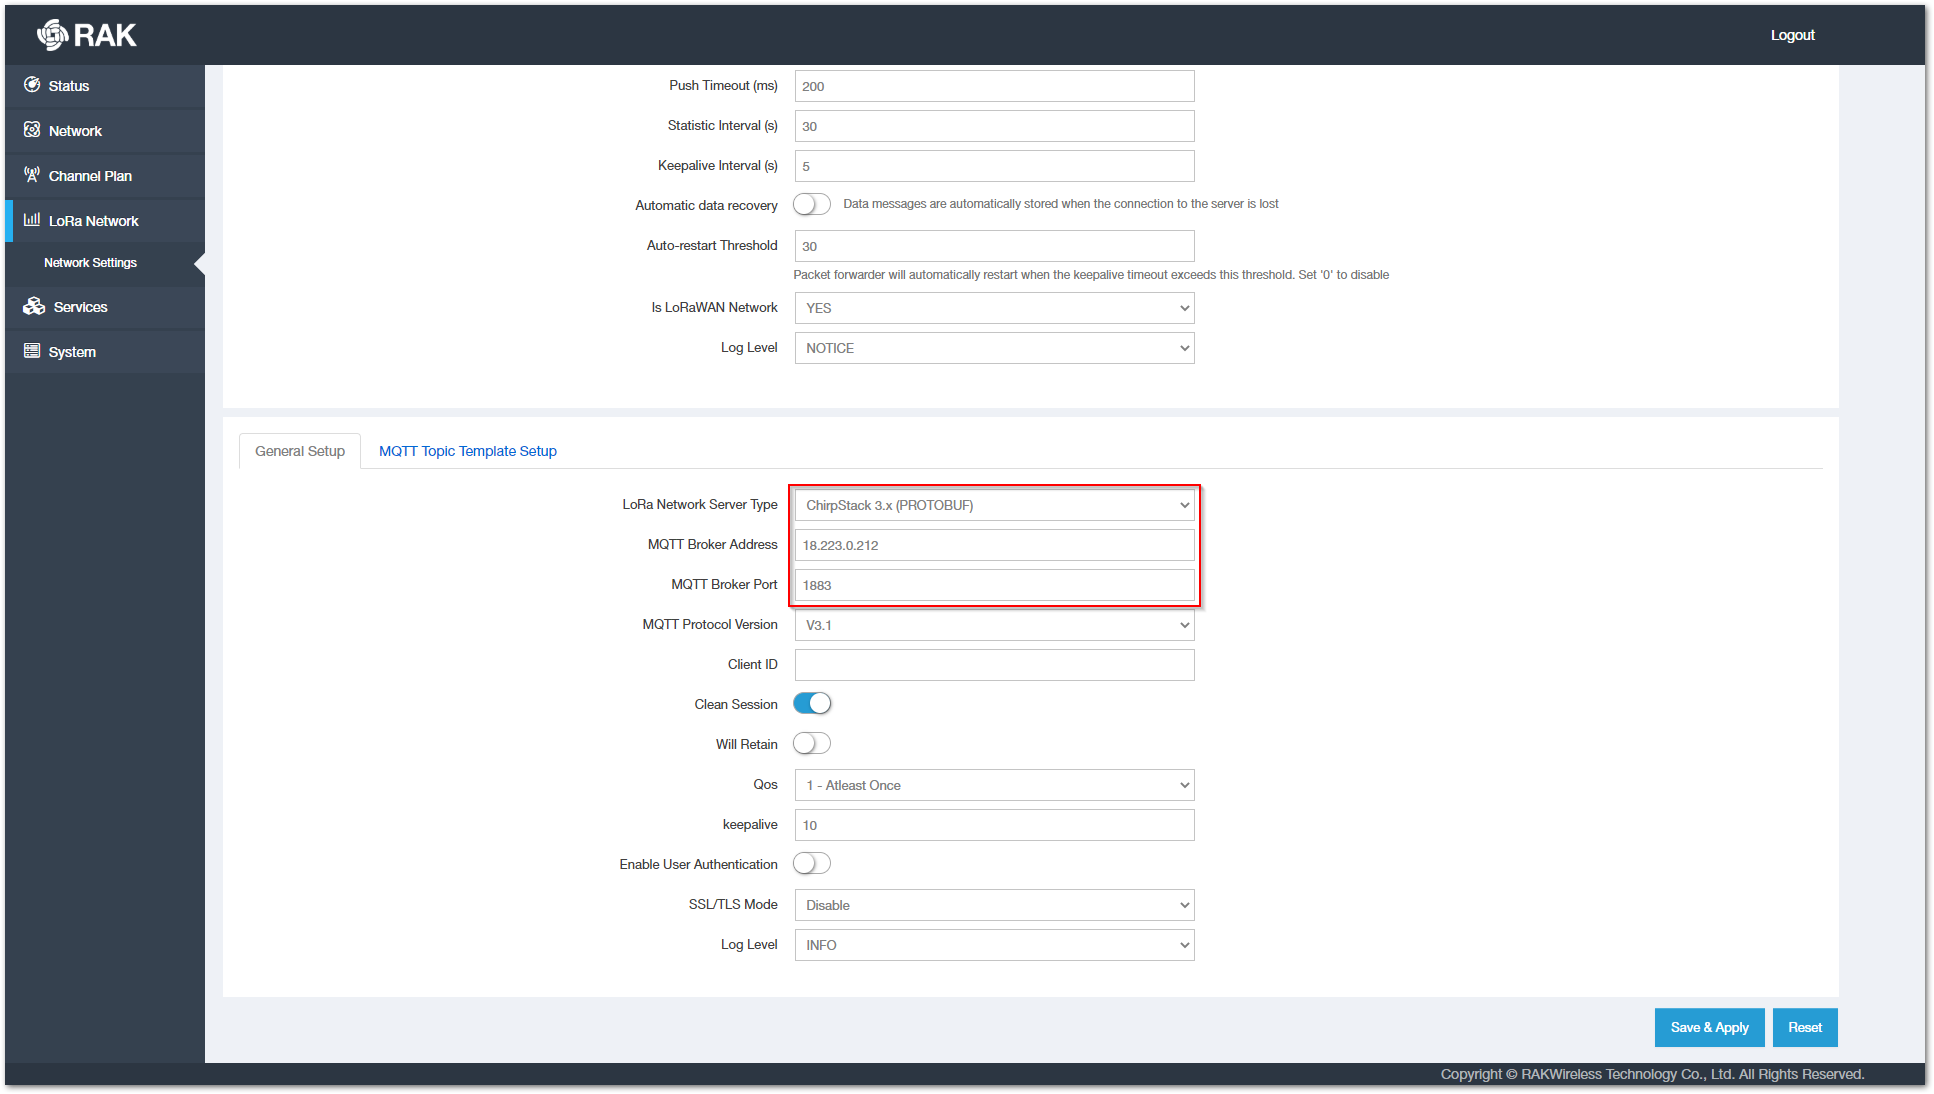 RAK
Logout
Status
Network
Channel Plan
LoRa Network
Network Settings
Services
System
Push Timeout (ms) 200
Statistic Interval (s) 30
Keepalive Interval (s) 5
Automatic data recovery Data messages are automatically stored when the connection to the server is lost
Auto-restart Threshold 30
Packet forwarder will automatically restart when the keepalive timeout exceeds this threshold. Set '0' to disable
Is LoRaWAN Network YES
Log Level NOTICE
General Setup MQTT Topic Template Setup
LoRa Network Server Type ChirpStack 3.x (PROTOBUF)
MQTT Broker Address 18.223.0.212
MQTT Broker Port 1883
MQTT Protocol Version V3.1
Client ID
Clean Session
Will Retain
Qos 1 - Atleast Once
keepalive 10
Enable User Authentication
SSL/TLS Mode Disable
Log Level INFO
Save & Apply Reset
Copyright © RAKWireless Technology Co., Ltd. All Rights Reserved.